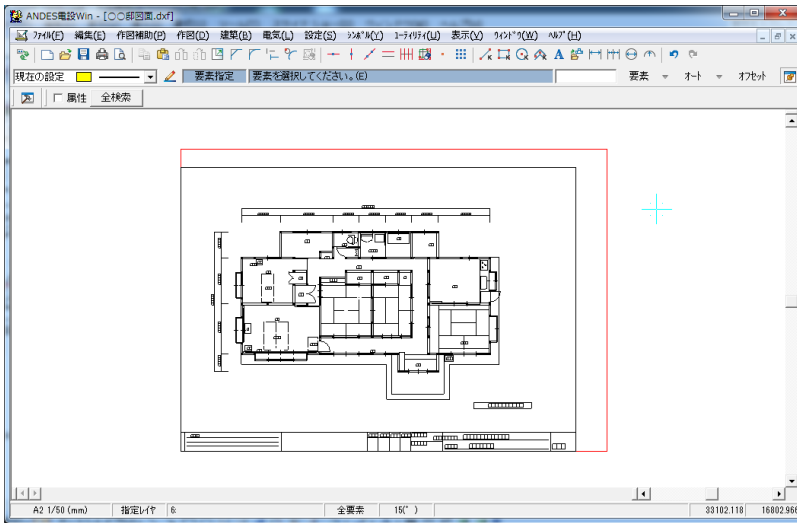 ANDES電設Win - [○○邸図面.dxf]
ファイル(F) 編集(E) 作図補助(P) 作図(D) 建築(B) 電気(L) 設定(S) シンボル(Y) ユーティリティ(U) 表示(V) ウィンドウ(W) ヘルプ(H)
現在の設定 要素指定 要素を選択してください。(E) 要素 オート オフセット
属性 全検索
A2 1/50 (mm) 指定レイヤ 6: 全要素 15(° ) 33102.118 16802.966